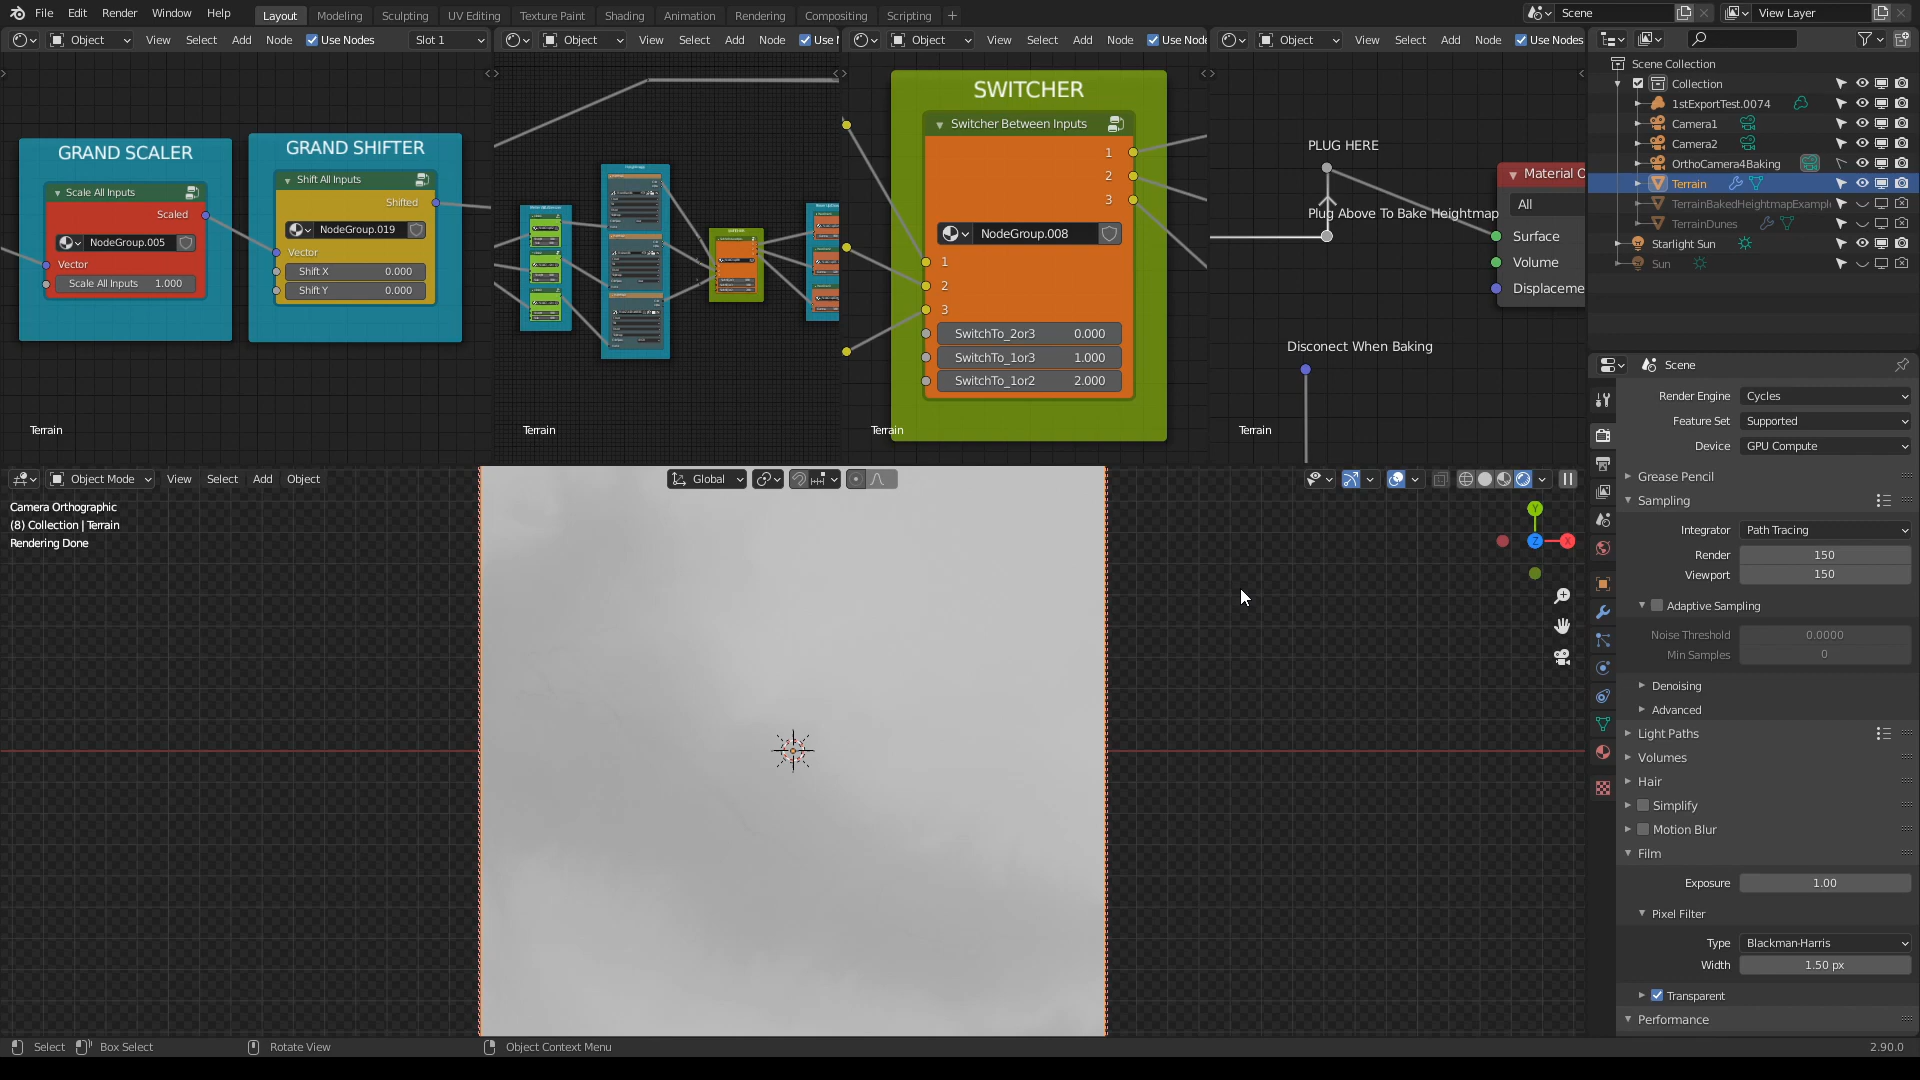 File Edit Render Window Help
Layout Modeling Sculpting UV Editing Texture Paint Shading Animation Rendering Compositing Scripting +
Scene
View Layer
Object View Select Add Node Use Nodes Slot 1
Object View Select Add Node Use N
Object View Select Add Node Use Node
Object View Select Add Node Use Nodes
GRAND SCALER
Scale All Inputs
Scaled
NodeGroup.005
Vector
Scale All Inputs 1.000
GRAND SHIFTER
Shift All Inputs
Shifted
NodeGroup.019
Vector
Shift X 0.000
Shift Y 0.000
Terrain
Terrain
SWITCHER
Switcher Between Inputs
1
2
3
NodeGroup.008
1
2
3
SwitchTo_2or3 0.000
SwitchTo_1or3 1.000
SwitchTo_1or2 2.000
Terrain
PLUG HERE
Plug Above To Bake Heightmap
Disconect When Baking
Material O
All
Surface
Volume
Displaceme
Terrain
Scene Collection
Collection
1stExportTest.0074
Camera1
Camera2
OrthoCamera4Baking
Terrain
TerrainBakedHeightmapExampl
TerrainDunes
Starlight Sun
Sun
Object Mode View Select Add Object
Global
Camera Orthographic
(8) Collection | Terrain
Rendering Done
Y
Z
X
Scene
Render Engine Cycles
Feature Set Supported
Device GPU Compute
Grease Pencil
Sampling
Integrator Path Tracing
Render 150
Viewport 150
Adaptive Sampling
Noise Threshold 0.0000
Min Samples 0
Denoising
Advanced
Light Paths
Volumes
Hair
Simplify
Motion Blur
Film
Exposure 1.00
Pixel Filter
Type Blackman-Harris
Width 1.50 px
Transparent
Performance
Select Box Select Rotate View Object Context Menu
2.90.0